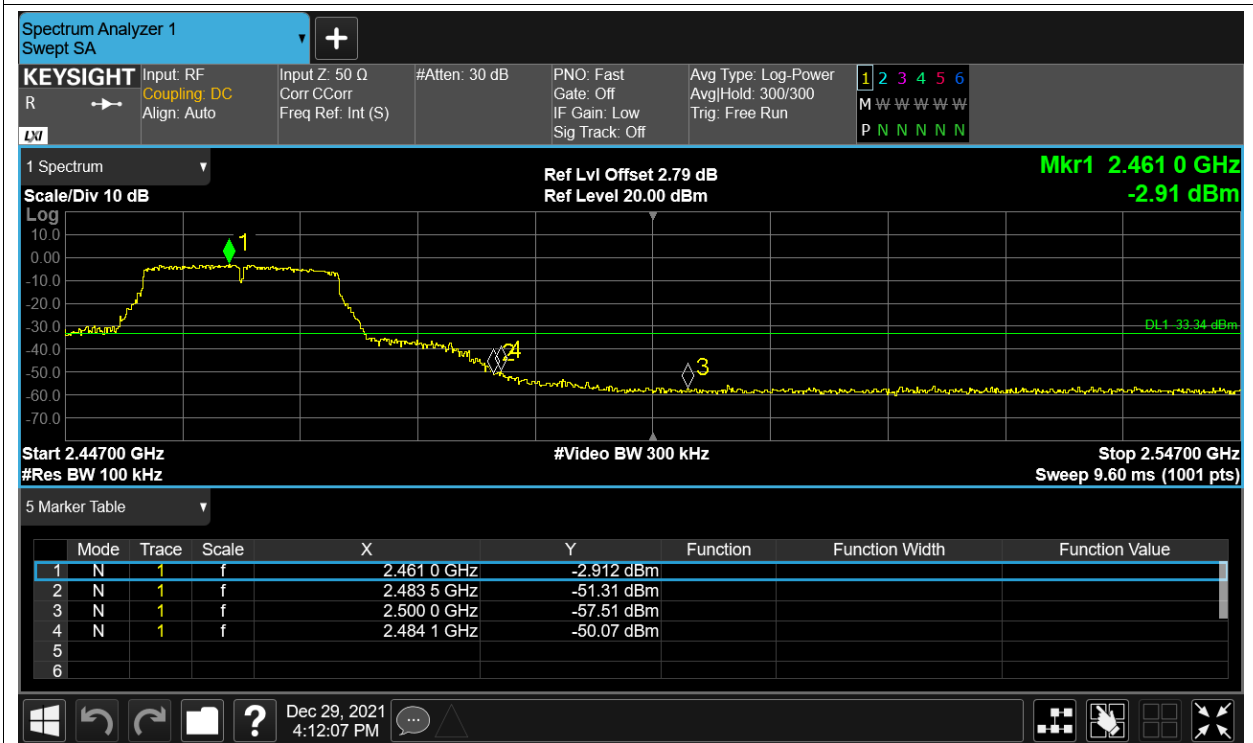 Spectrum Analyzer 1
Swept SA
KEYSIGHT Input: RF Input Z: 50 Ω #Atten: 30 dB PNO: Fast Avg Type: Log-Power 1 2 3 4 5 6
R Coupling: DC Corr CCorr Gate: Off Avg|Hold: 300/300 M W W W W W
Align: Auto Freq Ref: Int (S) IF Gain: Low Trig: Free Run
LXI Sig Track: Off P N N N N N
1 Spectrum Ref Lvl Offset 2.79 dB Mkr1 2.461 0 GHz
Scale/Div 10 dB Ref Level 20.00 dBm -2.91 dBm
Log
10.0
1
0.00
-10.0
-20.0
-30.0 DL1 -33.34 dBm
-40.0 2 4
-50.0 3
-60.0
-70.0
Start 2.44700 GHz #Video BW 300 kHz Stop 2.54700 GHz
#Res BW 100 kHz Sweep 9.60 ms (1001 pts)
5 Marker Table
Mode Trace Scale X Y Function Function Width Function Value
1 N 1 f 2.461 0 GHz -2.912 dBm
2 N 1 f 2.483 5 GHz -51.31 dBm
3 N 1 f 2.500 0 GHz -57.51 dBm
4 N 1 f 2.484 1 GHz -50.07 dBm
5
6
? Dec 29, 2021
4:12:07 PM